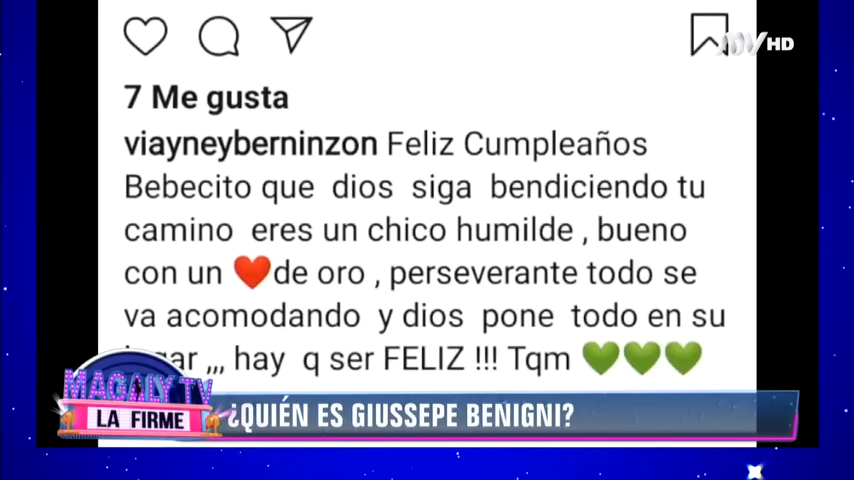 ATV HD
7 Me gusta
viayneyberninzon Feliz Cumpleaños
Bebecito que dios siga bendiciendo tu
camino eres un chico humilde , bueno
con un ❤️de oro , perseverante todo se
va acomodando y dios pone todo en su
,,, hay q ser FELIZ !!! Tqm 💚💚💚
MAGALY TV
LA FIRME
¿QUIÉN ES GIUSSEPE BENIGNI?